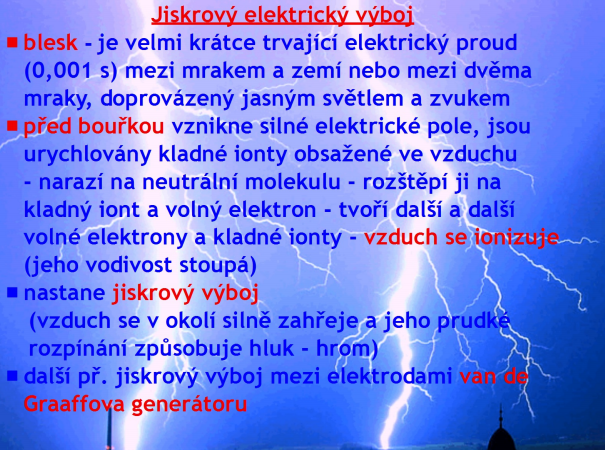 Jiskrový elektrický výboj
blesk - je velmi krátce trvající elektrický proud
(0,001 s) mezi mrakem a zemí nebo mezi dvěma
mraky, doprovázený jasným světlem a zvukem
před bouřkou vznikne silné elektrické pole, jsou
urychlovány kladné ionty obsažené ve vzduchu
- narazí na neutrální molekulu - rozštěpí ji na
kladný iont a volný elektron - tvoří další a další
volné elektrony a kladné ionty - vzduch se ionizuje
(jeho vodivost stoupá)
nastane jiskrový výboj
(vzduch se v okolí silně zahřeje a jeho prudké
rozpínání způsobuje hluk - hrom)
další př. jiskrový výboj mezi elektrodami van de
Graaffova generátoru